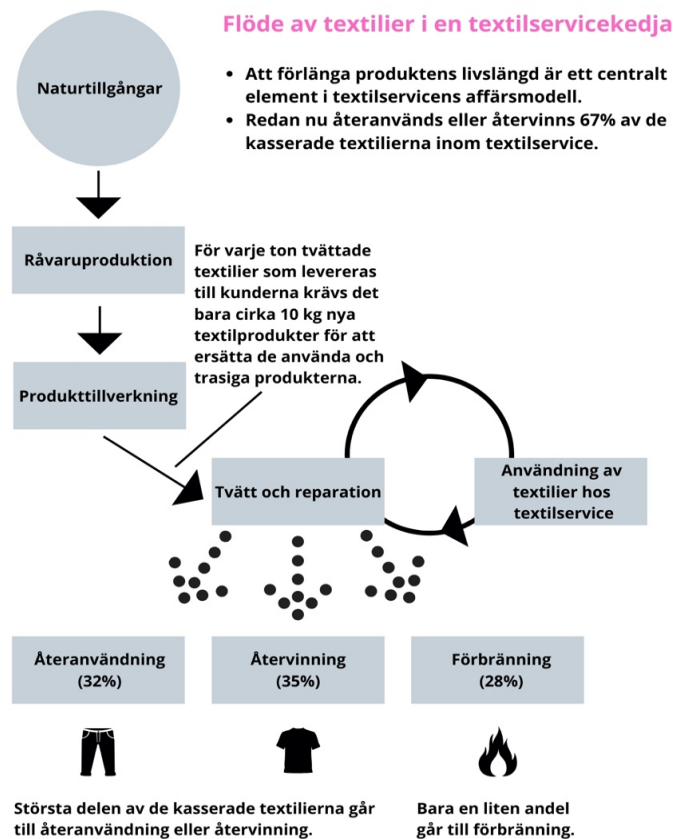 Flöde av textilier i en textilservicekedja
Naturtillgångar
• Att förlänga produktens livslängd är ett centralt
element i textilservicens affärsmodell.
• Redan nu återanvänds eller återvinns 67% av de
kasserade textilierna inom textilservice.
Råvaruproduktion
För varje ton tvättade
textilier som levereras
till kunderna krävs det
bara cirka 10 kg nya
textilprodukter för att
ersätta de använda och
trasiga produkterna.
Produkttillverkning
Tvätt och reparation
Användning av
textilier hos
textilservice
Återanvändning
(32%)
Återvinning
(35%)
Förbränning
(28%)
Största delen av de kasserade textilierna går
till återanvändning eller återvinning.
Bara en liten andel
går till förbränning.